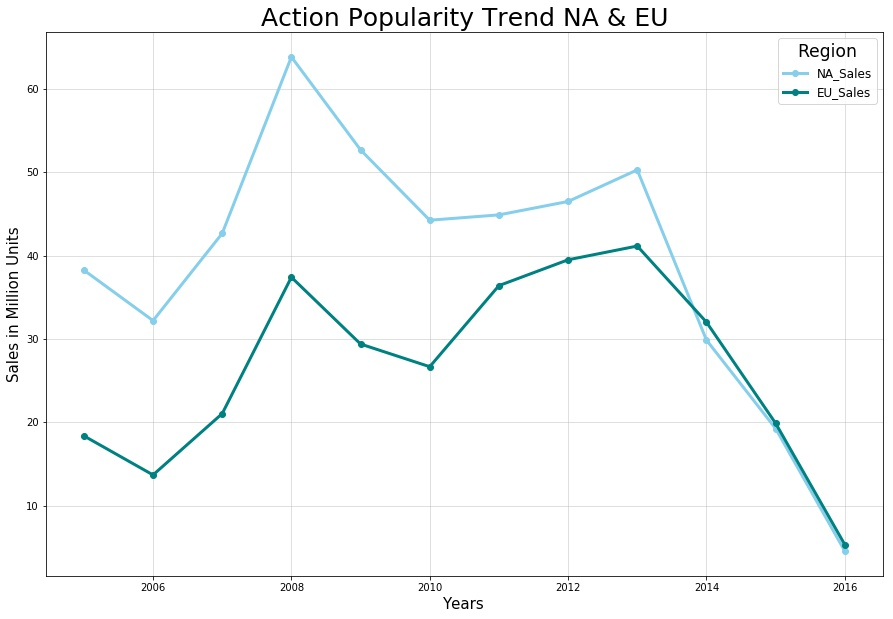 Action Popularity Trend NA & EU
Region
NA_Sales
EU_Sales
Sales in Million Units
60
50
40
30
20
10
2006
2008
2010
2012
2014
2016
Years